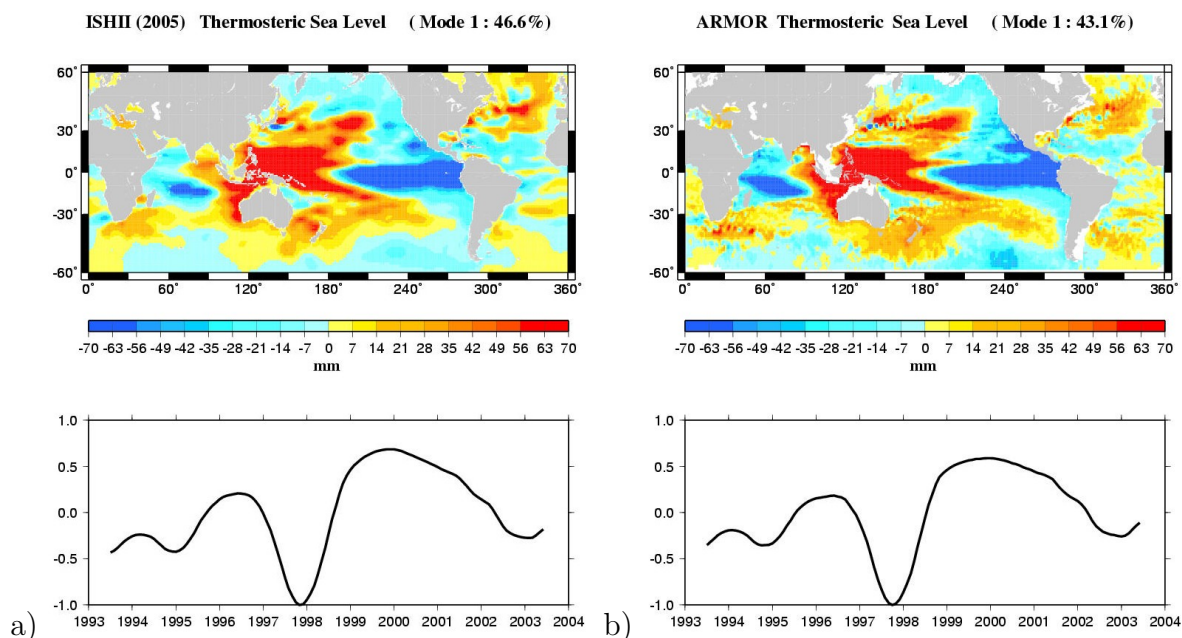 ISHII (2005) Thermosteric Sea Level ( Mode 1 : 46.6%)
60°
30°
0°
-30°
-60°
0° 60° 120° 180° 240° 300° 360°
-70 -63 -56 -49 -42 -35 -28 -21 -14 -7 0 7 14 21 28 35 42 49 56 63 70
mm
1.0
0.5
0.0
-0.5
-1.0
1993 1994 1995 1996 1997 1998 1999 2000 2001 2002 2003 2004
a)
ARMOR Thermosteric Sea Level ( Mode 1 : 43.1%)
60°
30°
0°
-30°
-60°
0° 60° 120° 180° 240° 300° 360°
-70 -63 -56 -49 -42 -35 -28 -21 -14 -7 0 7 14 21 28 35 42 49 56 63 70
mm
1.0
0.5
0.0
-0.5
-1.0
1993 1994 1995 1996 1997 1998 1999 2000 2001 2002 2003 2004
b)